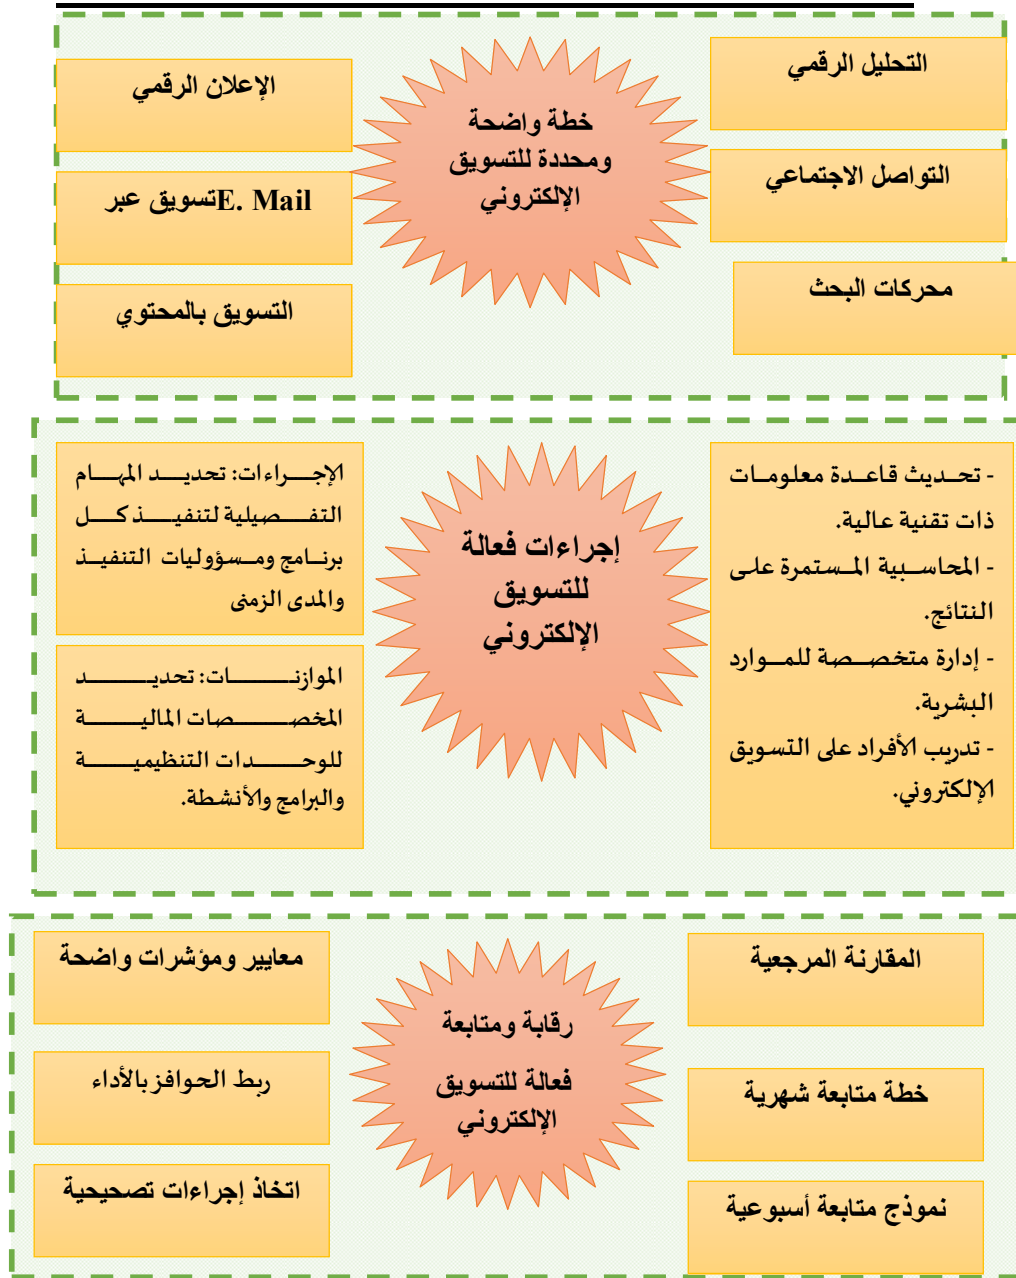 التحليل الرقمي
التواصل الاجتماعي
محركات البحث
خطة واضحة
ومحددة للتسويق
الإلكتروني
الإعلان الرقمي
تسويق عبر E. Mail
التسويق بالمحتوي
- تحديث قاعدة معلومات
ذات تقنية عالية.
- المحاسبية المستمرة على
النتائج.
- إدارة متخصصة للموارد
البشرية.
- تدريب الأفراد على التسويق
الإلكتروني.
إجراءات فعالة
للتسويق
الإلكتروني
الإجراءات: تحديد المهام
التفصيلية لتنفيذ كل
برنامج ومسؤوليات التنفيذ
والمدى الزمنى
الموازنات: تحديد
المخصصات المالية
للوحدات التنظيمية
والبرامج والأنشطة.
المقارنة المرجعية
خطة متابعة شهرية
نموذج متابعة أسبوعية
رقابة ومتابعة
فعالة للتسويق
الإلكتروني
معايير ومؤشرات واضحة
ربط الحوافز بالأداء
اتخاذ إجراءات تصحيحية